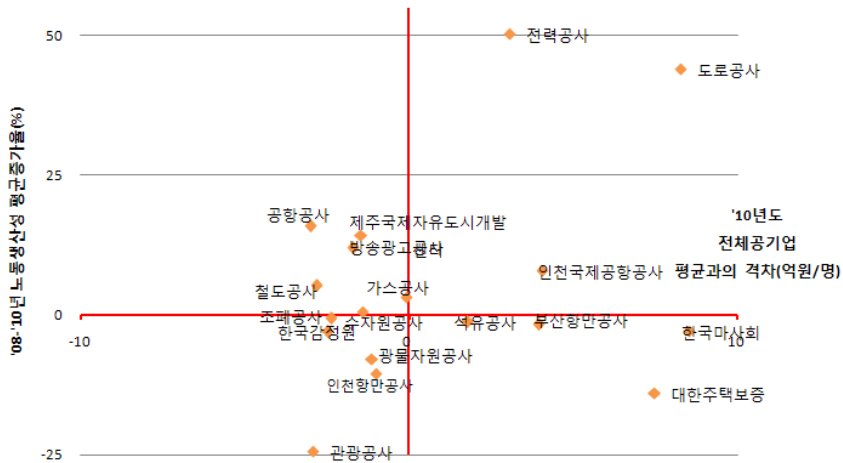 50
전력공사
도로공사
25
'10년도
전체공기업
평균과의 격차(억원/명)
공항공사
제주국제자유도시개발
방송광고공사
센터
인천국제공항공사
철도공사
가스공사
0
조폐공사
수자원공사
석유공사
부산항만공사
한국감정원
한국마사회
-10
0
10
광물자원공사
인천항만공사
대한주택보증
-25
관광공사
'08-'10년 노동생산성 평균증가율(%)